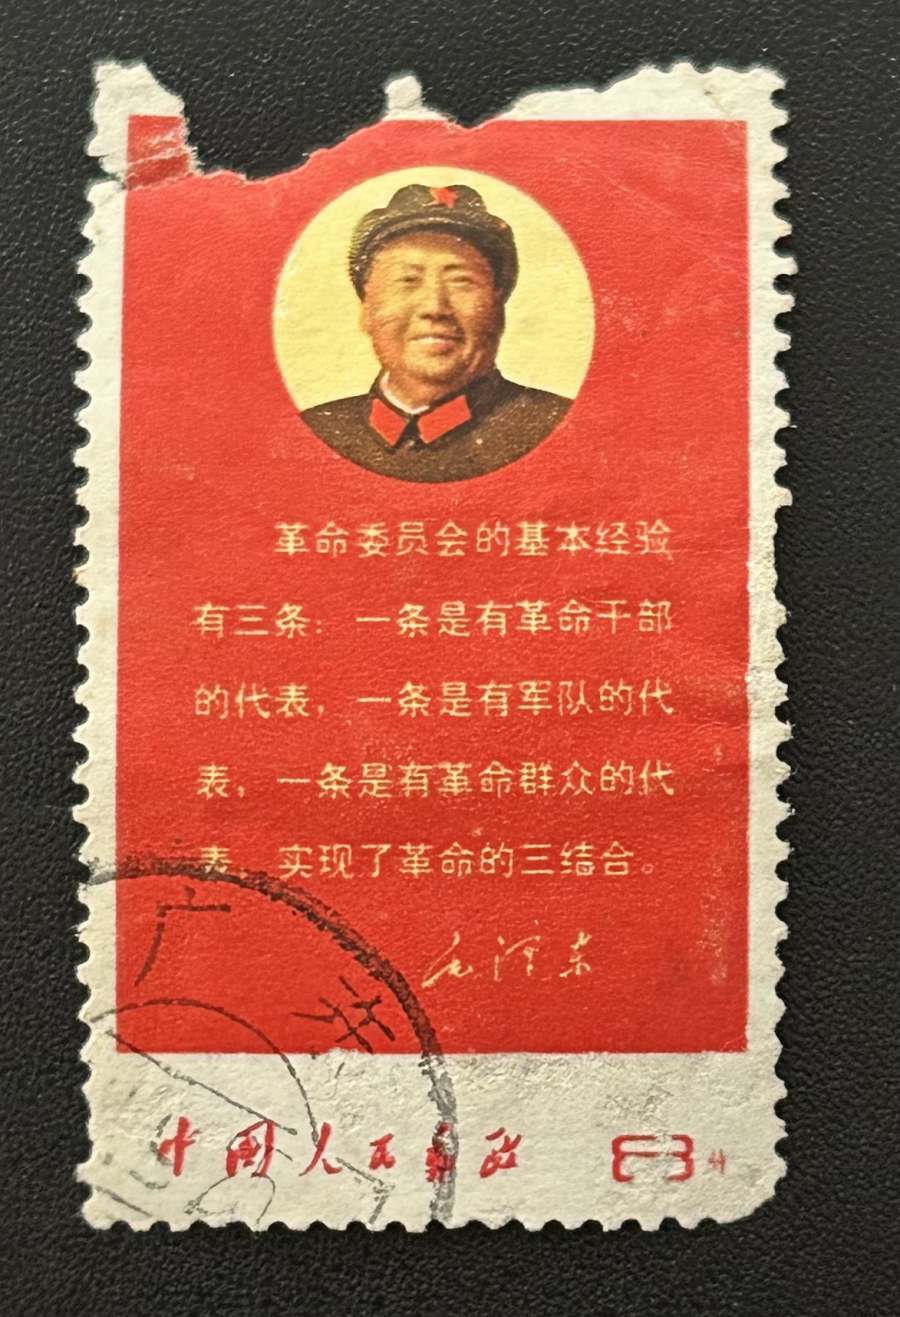 革命委员会的基本经验
有三条：一条是有革命干部
的代表，一条是有军队的代
表，一条是有革命群众的代
表，实现了革命的三结合。
毛泽东
广
中国人民邮政
8分